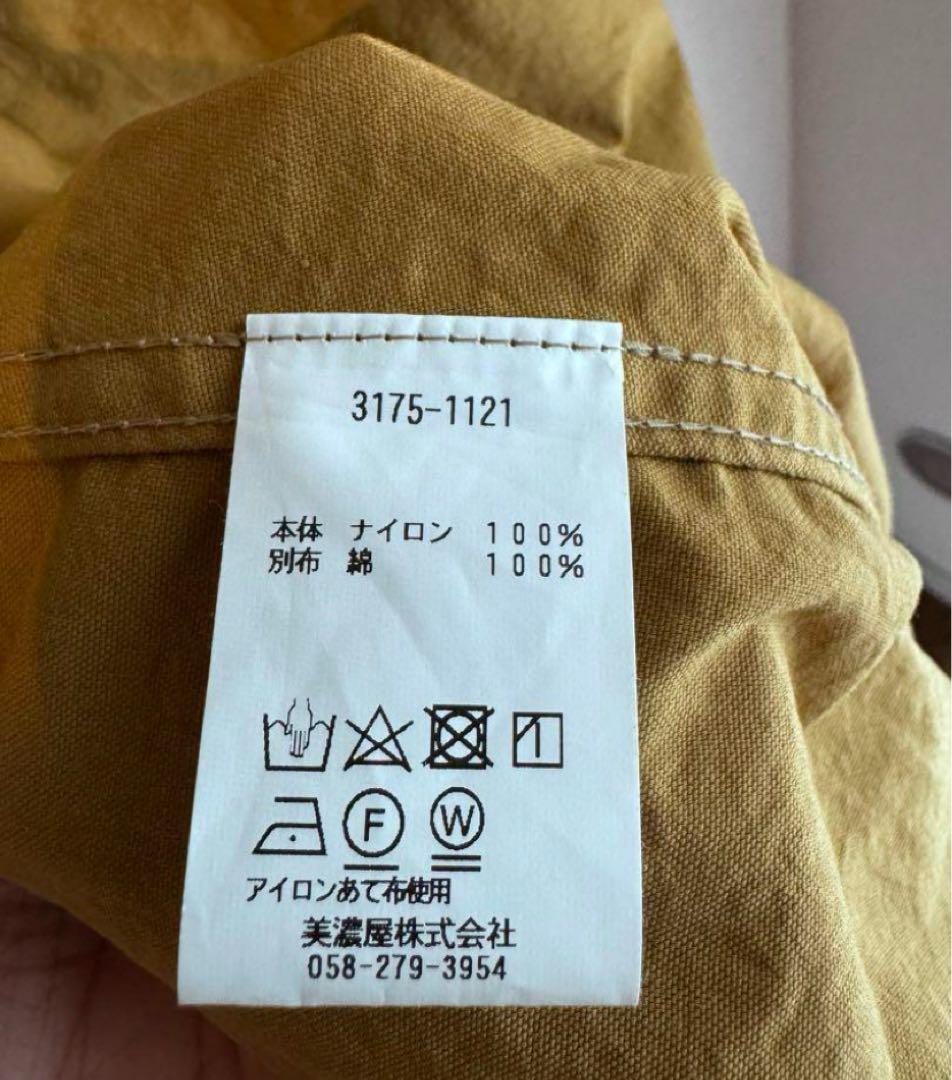 3175-1121
本体 ナイロン 100%
別布 綿 100%
F W
アイロンあて布使用
美濃屋株式会社
058-279-3954